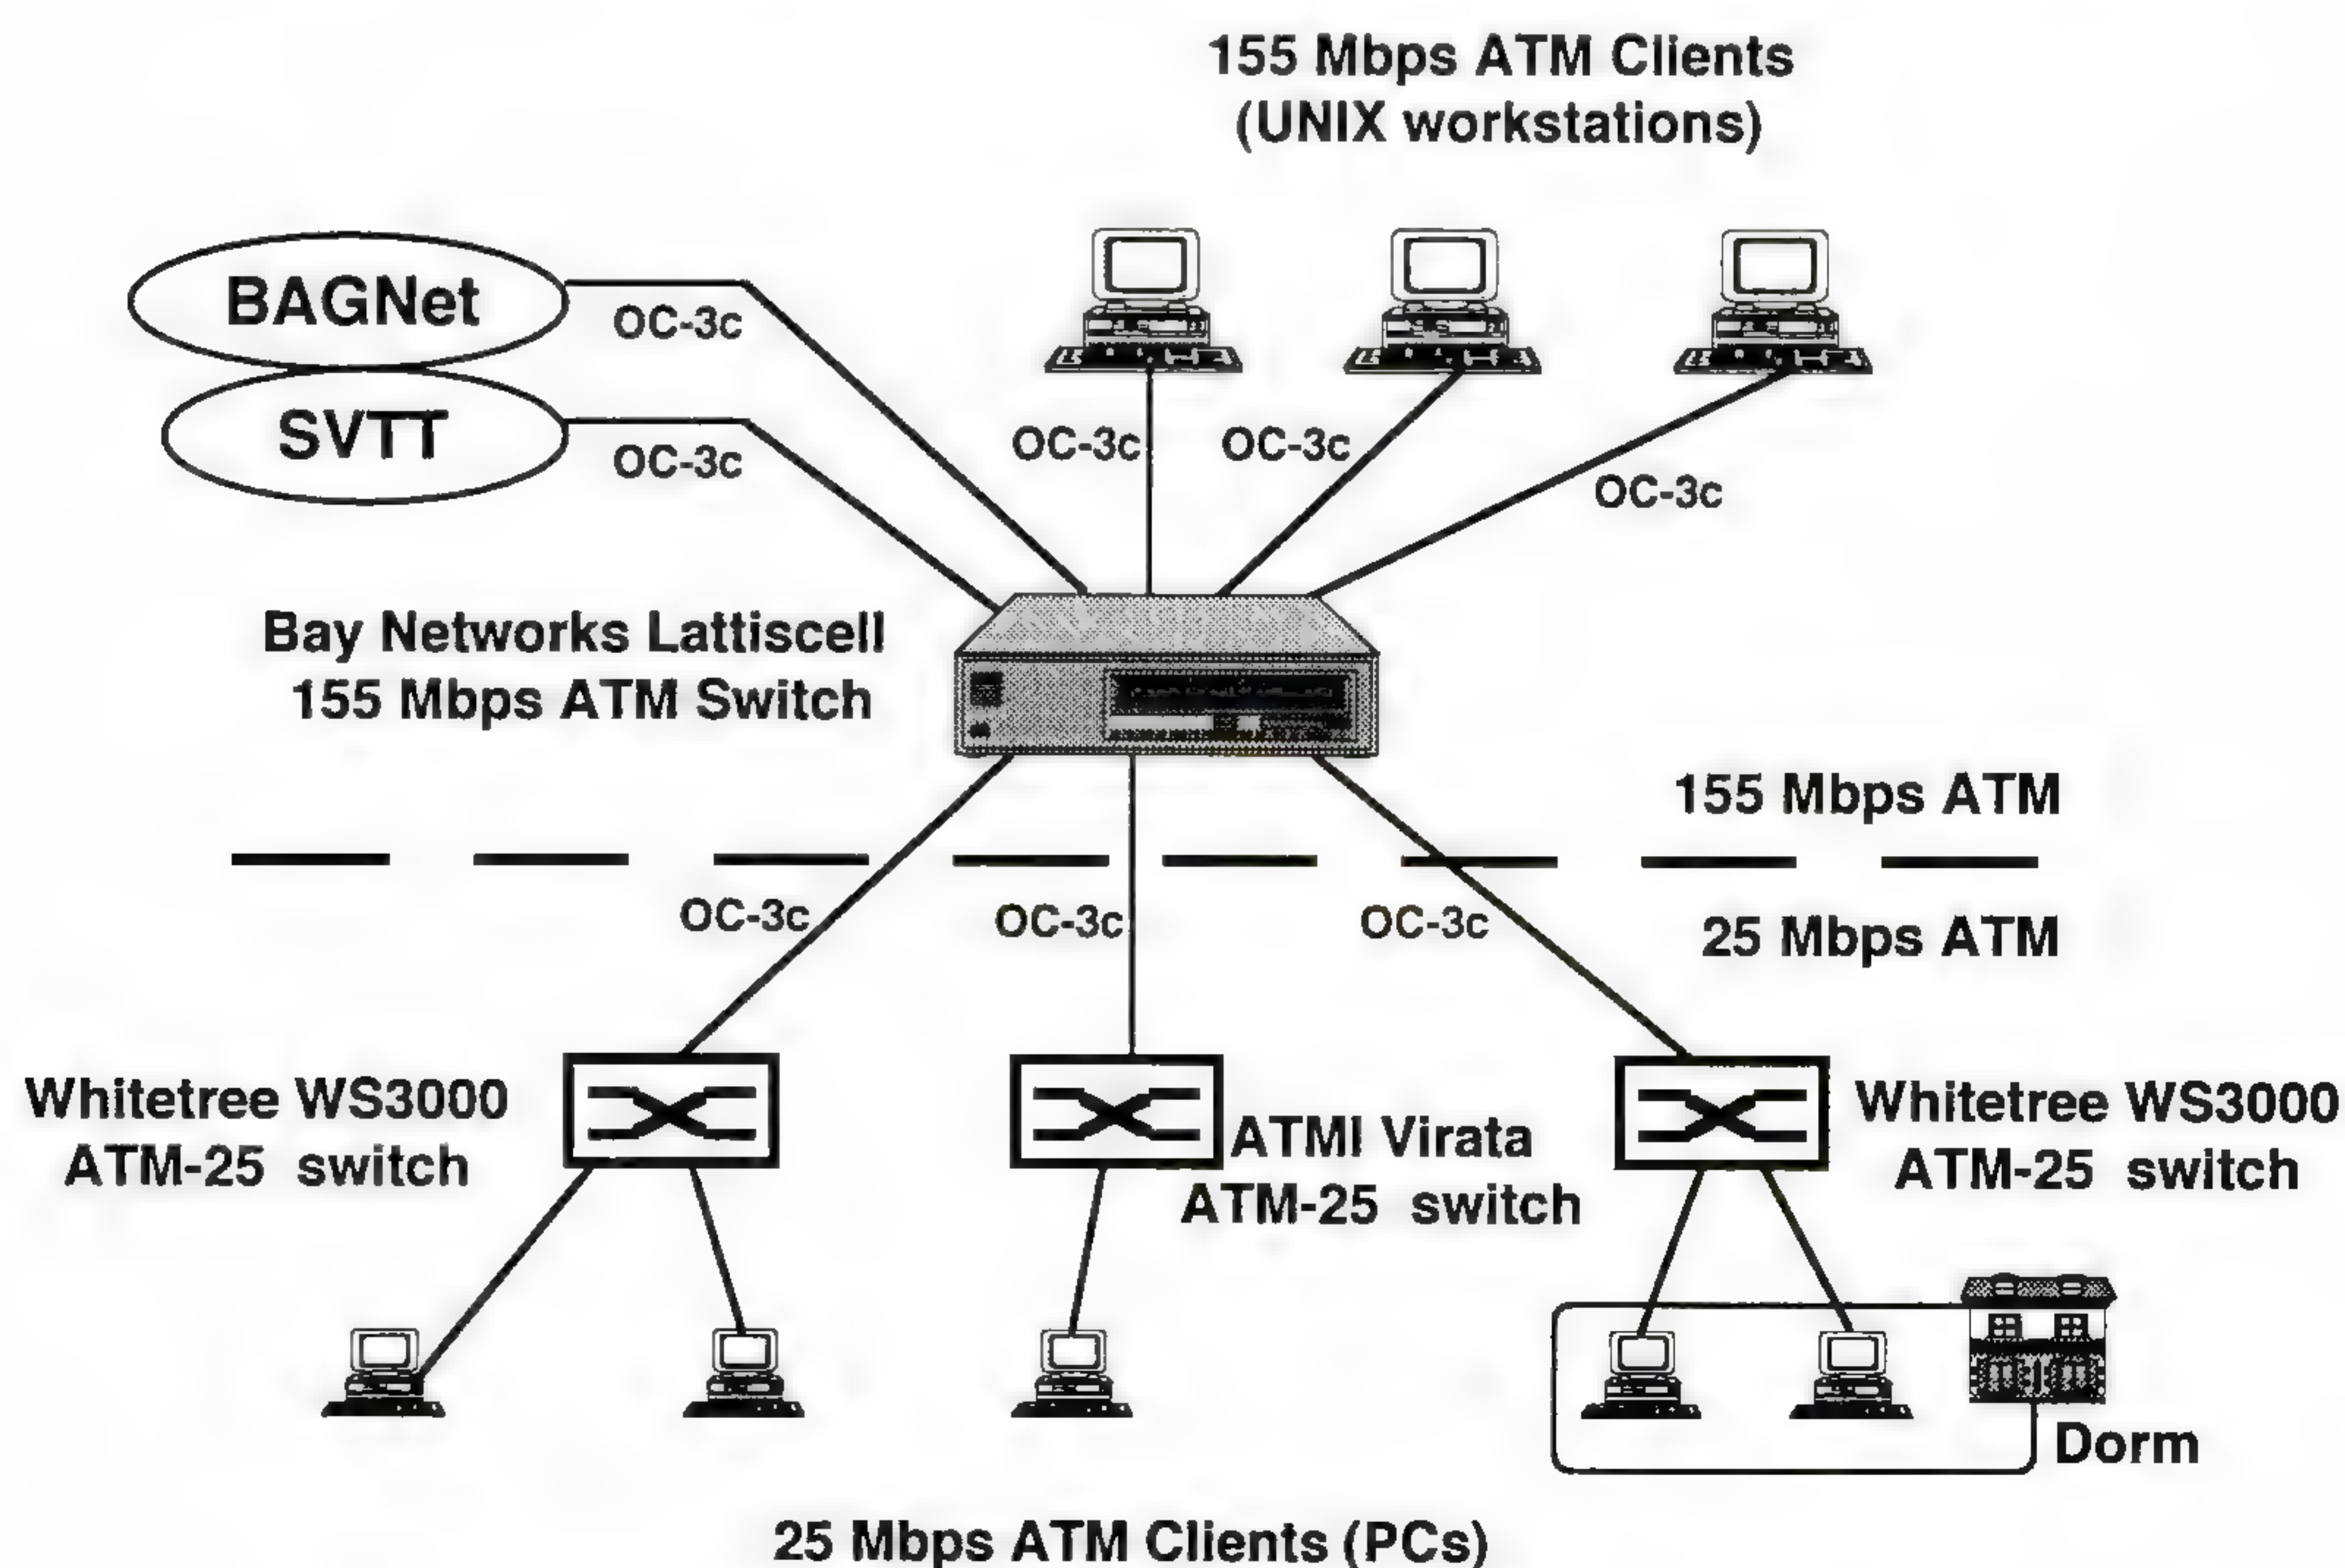 155 Mbps ATM Clients
(UNIX workstations)
BAGNet
OC-3c
SVTT
OC-3c
OC-3c
OC-3c
OC-3c
Bay Networks Lattiscell
155 Mbps ATM Switch
155 Mbps ATM
25 Mbps ATM
OC-3c
OC-3c
OC-3c
Whitetree WS3000
ATM-25 switch
ATMI Virata
ATM-25 switch
Whitetree WS3000
ATM-25 switch
Dorm
25 Mbps ATM Clients (PCs)